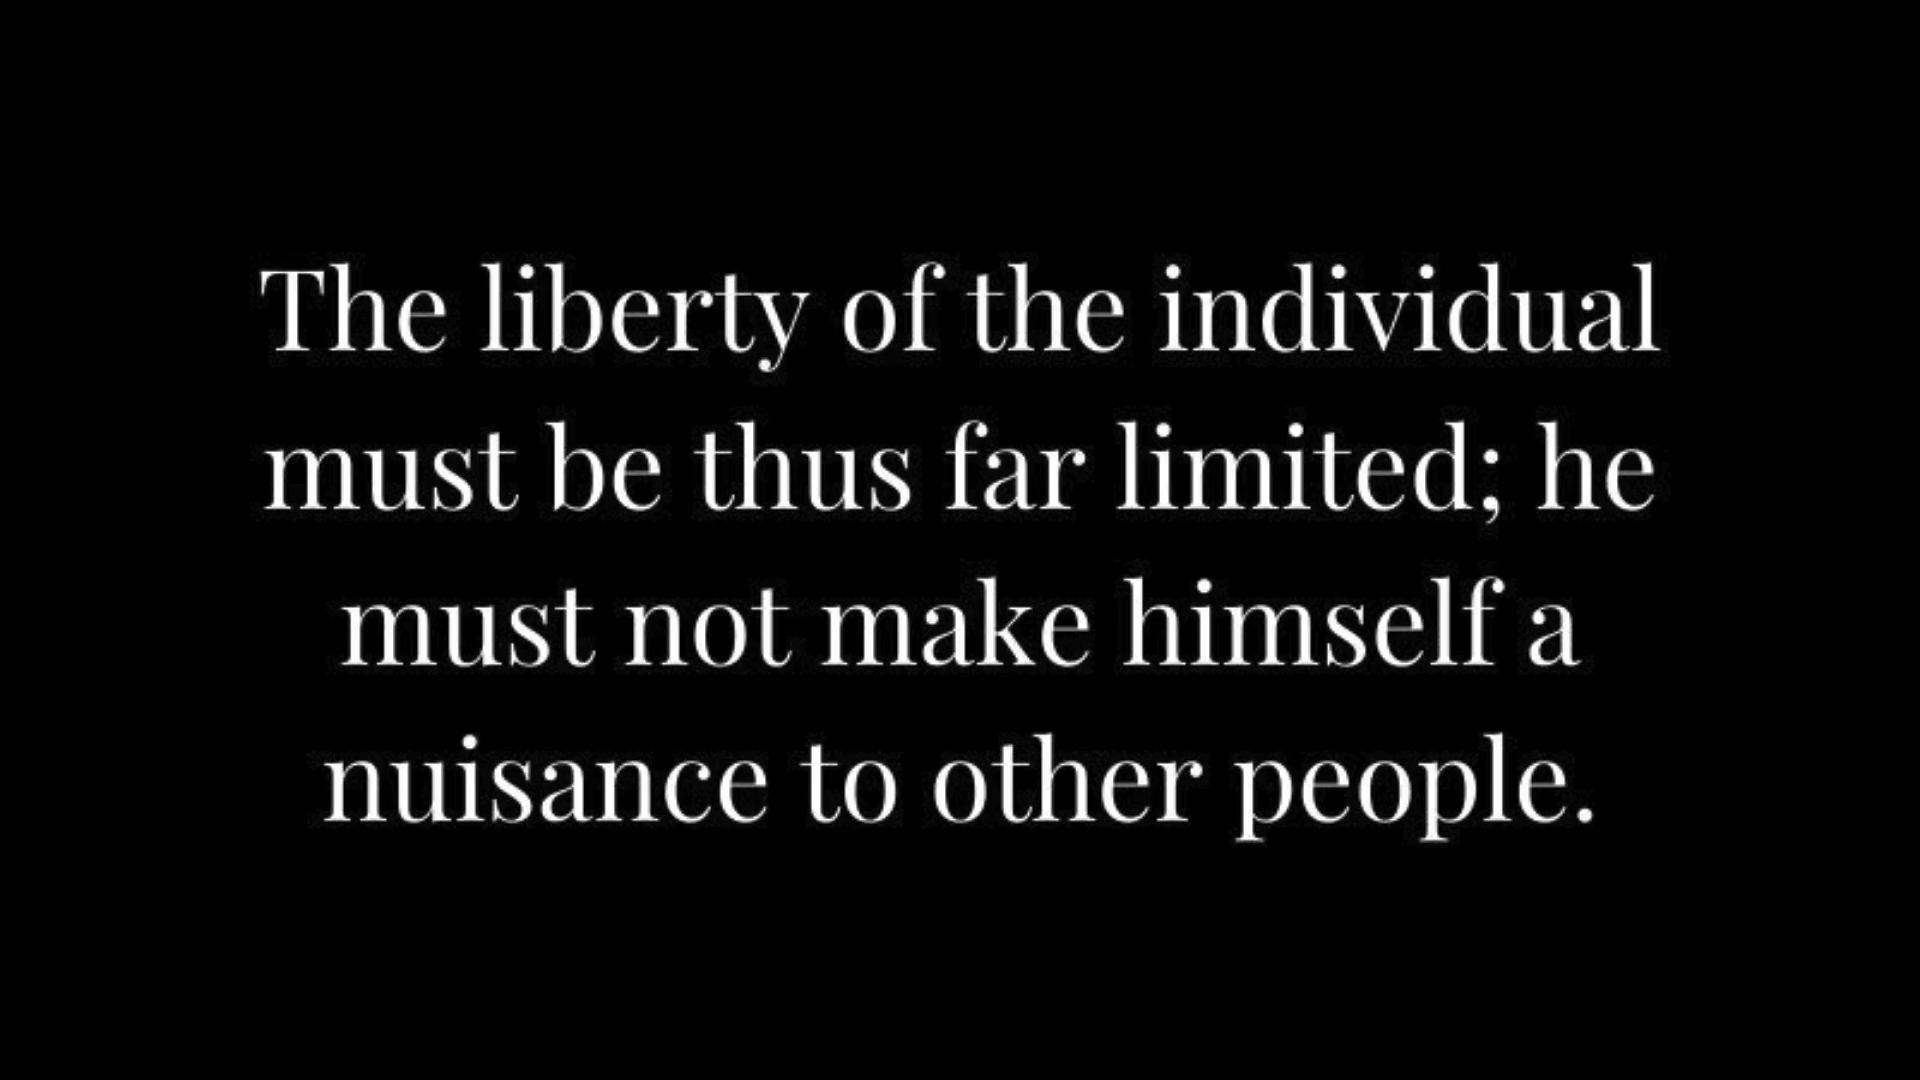 The liberty of the individual
must be thus far limited; he
must not make himself a
nuisance to other people.